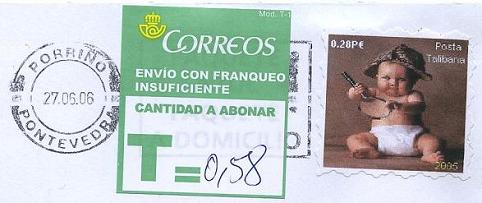 PORRIÑO
27.06.06
PONTEVEDRA
Mod. T-1
CORREOS
ENVÍO CON FRANQUEO
INSUFICIENTE
CANTIDAD A ABONAR
T=0,58
DOMICILIO
0.28P€
Posta
Talibana
2005